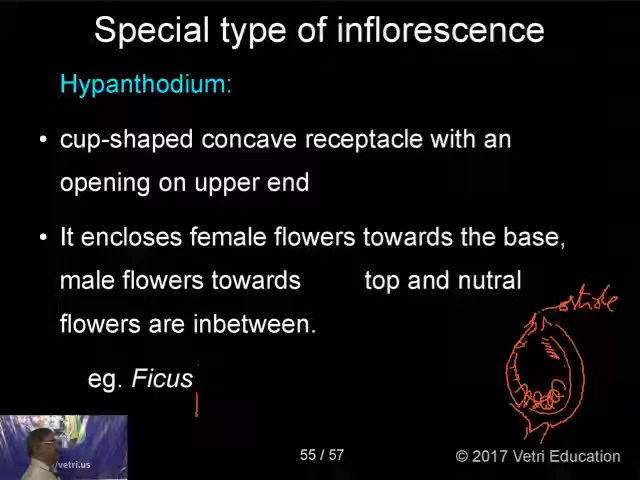 Special type of inflorescence
Hypanthodium:
• cup-shaped concave receptacle with an
opening on upper end
• It encloses female flowers towards the base,
male flowers towards top and nutral
flowers are inbetween.
eg. Ficus
ostiole
/vetri.us
55 / 57
© 2017 Vetri Education